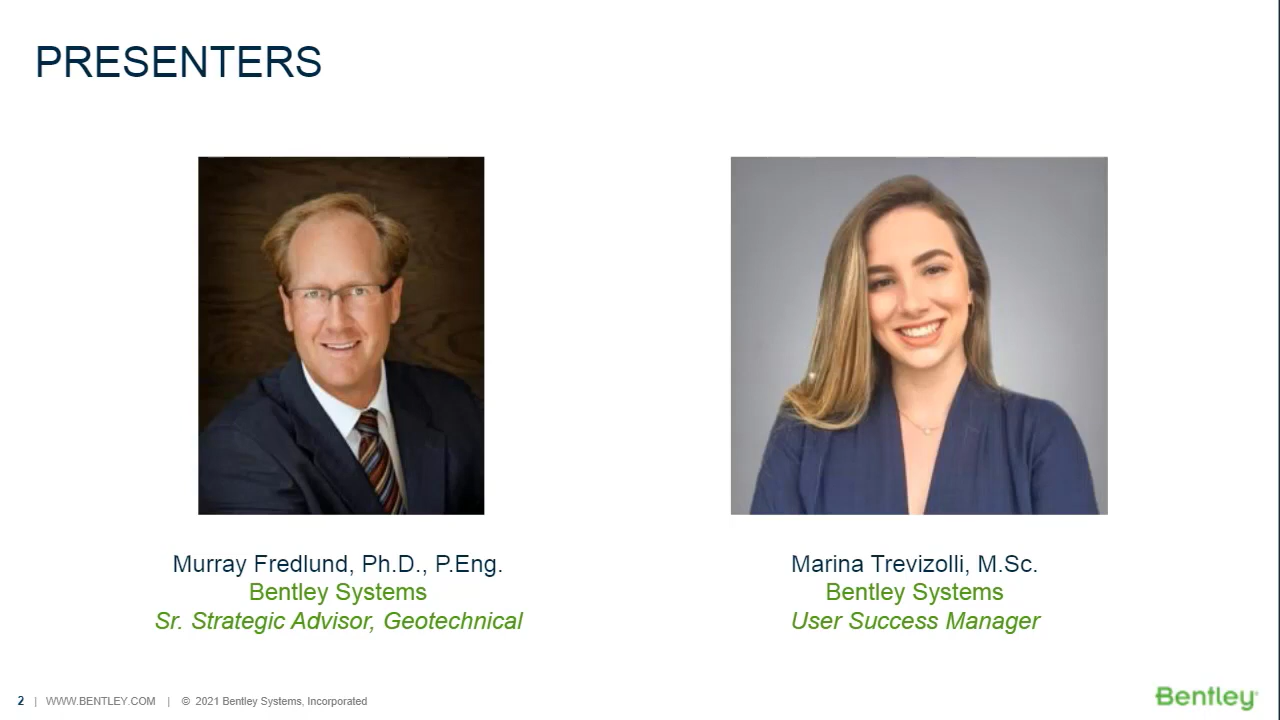 PRESENTERS
Murray Fredlund, Ph.D., P.Eng.
Bentley Systems
Sr. Strategic Advisor, Geotechnical
Marina Trevizolli, M.Sc.
Bentley Systems
User Success Manager
2 | WWW.BENTLEY.COM | © 2021 Bentley Systems, Incorporated
Bentley